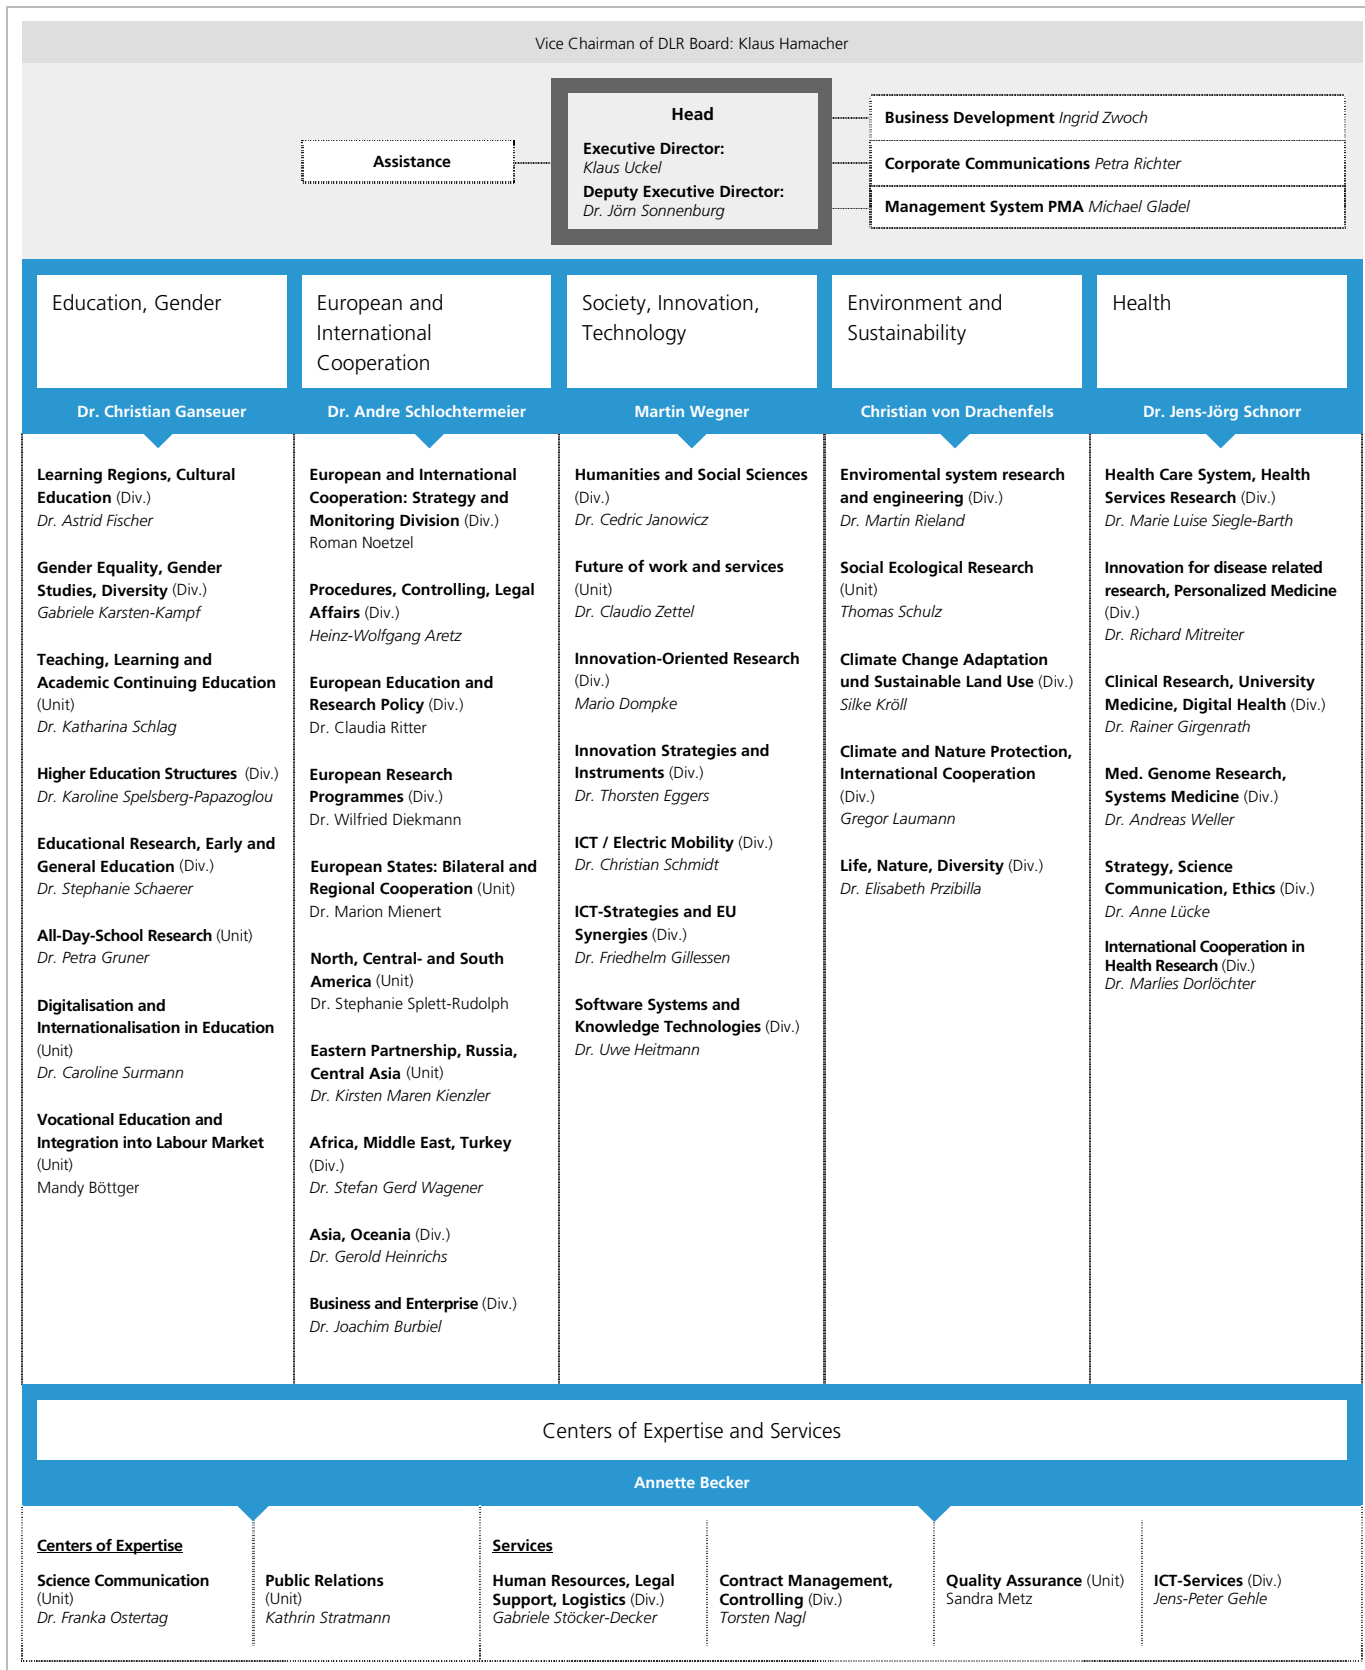 Vice Chairman of DLR Board: Klaus Hamacher
Assistance
Head
Executive Director:
Klaus Uckel
Deputy Executive Director:
Dr. Jörn Sonnenburg
Business Development Ingrid Zwoch
Corporate Communications Petra Richter
Management System PMA Michael Gladel
Education, Gender
Dr. Christian Ganseuer
Learning Regions, Cultural
Education (Div.)
Dr. Astrid Fischer
Gender Equality, Gender
Studies, Diversity (Div.)
Gabriele Karsten-Kampf
Teaching, Learning and
Academic Continuing Education
(Unit)
Dr. Katharina Schlag
Higher Education Structures (Div.)
Dr. Karoline Spelsberg-Papazoglou
Educational Research, Early and
General Education (Div.)
Dr. Stephanie Schaerer
All-Day-School Research (Unit)
Dr. Petra Gruner
Digitalisation and
Internationalisation in Education
(Unit)
Dr. Caroline Surmann
Vocational Education and
Integration into Labour Market
(Unit)
Mandy Böttger
European and
International
Cooperation
Dr. Andre Schlochtermeier
European and International
Cooperation: Strategy and
Monitoring Division (Div.)
Roman Noetzel
Procedures, Controlling, Legal
Affairs (Div.)
Heinz-Wolfgang Aretz
European Education and
Research Policy (Div.)
Dr. Claudia Ritter
European Research
Programmes (Div.)
Dr. Wilfried Diekmann
European States: Bilateral and
Regional Cooperation (Unit)
Dr. Marion Mienert
North, Central- and South
America (Unit)
Dr. Stephanie Splett-Rudolph
Eastern Partnership, Russia,
Central Asia (Unit)
Dr. Kirsten Maren Kienzler
Africa, Middle East, Turkey
(Div.)
Dr. Stefan Gerd Wagener
Asia, Oceania (Div.)
Dr. Gerold Heinrichs
Business and Enterprise (Div.)
Dr. Joachim Burbiel
Society, Innovation,
Technology
Martin Wegner
Humanities and Social Sciences
(Div.)
Dr. Cedric Janowicz
Future of work and services
(Unit)
Dr. Claudio Zettel
Innovation-Oriented Research
(Div.)
Mario Dompke
Innovation Strategies and
Instruments (Div.)
Dr. Thorsten Eggers
ICT / Electric Mobility (Div.)
Dr. Christian Schmidt
ICT-Strategies and EU
Synergies (Div.)
Dr. Friedhelm Gillessen
Software Systems and
Knowledge Technologies (Div.)
Dr. Uwe Heitmann
Environment and
Sustainability
Christian von Drachenfels
Enviromental system research
and engineering (Div.)
Dr. Martin Rieland
Social Ecological Research
(Unit)
Thomas Schulz
Climate Change Adaptation
und Sustainable Land Use (Div.)
Silke Kröll
Climate and Nature Protection,
International Cooperation
(Div.)
Gregor Laumann
Life, Nature, Diversity (Div.)
Dr. Elisabeth Przibilla
Health
Dr. Jens-Jörg Schnorr
Health Care System, Health
Services Research (Div.)
Dr. Marie Luise Siegle-Barth
Innovation for disease related
research, Personalized Medicine
(Div.)
Dr. Richard Mitreiter
Clinical Research, University
Medicine, Digital Health (Div.)
Dr. Rainer Girgenrath
Med. Genome Research,
Systems Medicine (Div.)
Dr. Andreas Weller
Strategy, Science
Communication, Ethics (Div.)
Dr. Anne Lücke
International Cooperation in
Health Research (Div.)
Dr. Marlies Dorlöchter
Centers of Expertise and Services
Annette Becker
Centers of Expertise
Science Communication
(Unit)
Dr. Franka Ostertag
Public Relations
(Unit)
Kathrin Stratmann
Services
Human Resources, Legal
Support, Logistics (Div.)
Gabriele Stöcker-Decker
Contract Management,
Controlling (Div.)
Torsten Nagl
Quality Assurance (Unit)
Sandra Metz
ICT-Services (Div.)
Jens-Peter Gehle